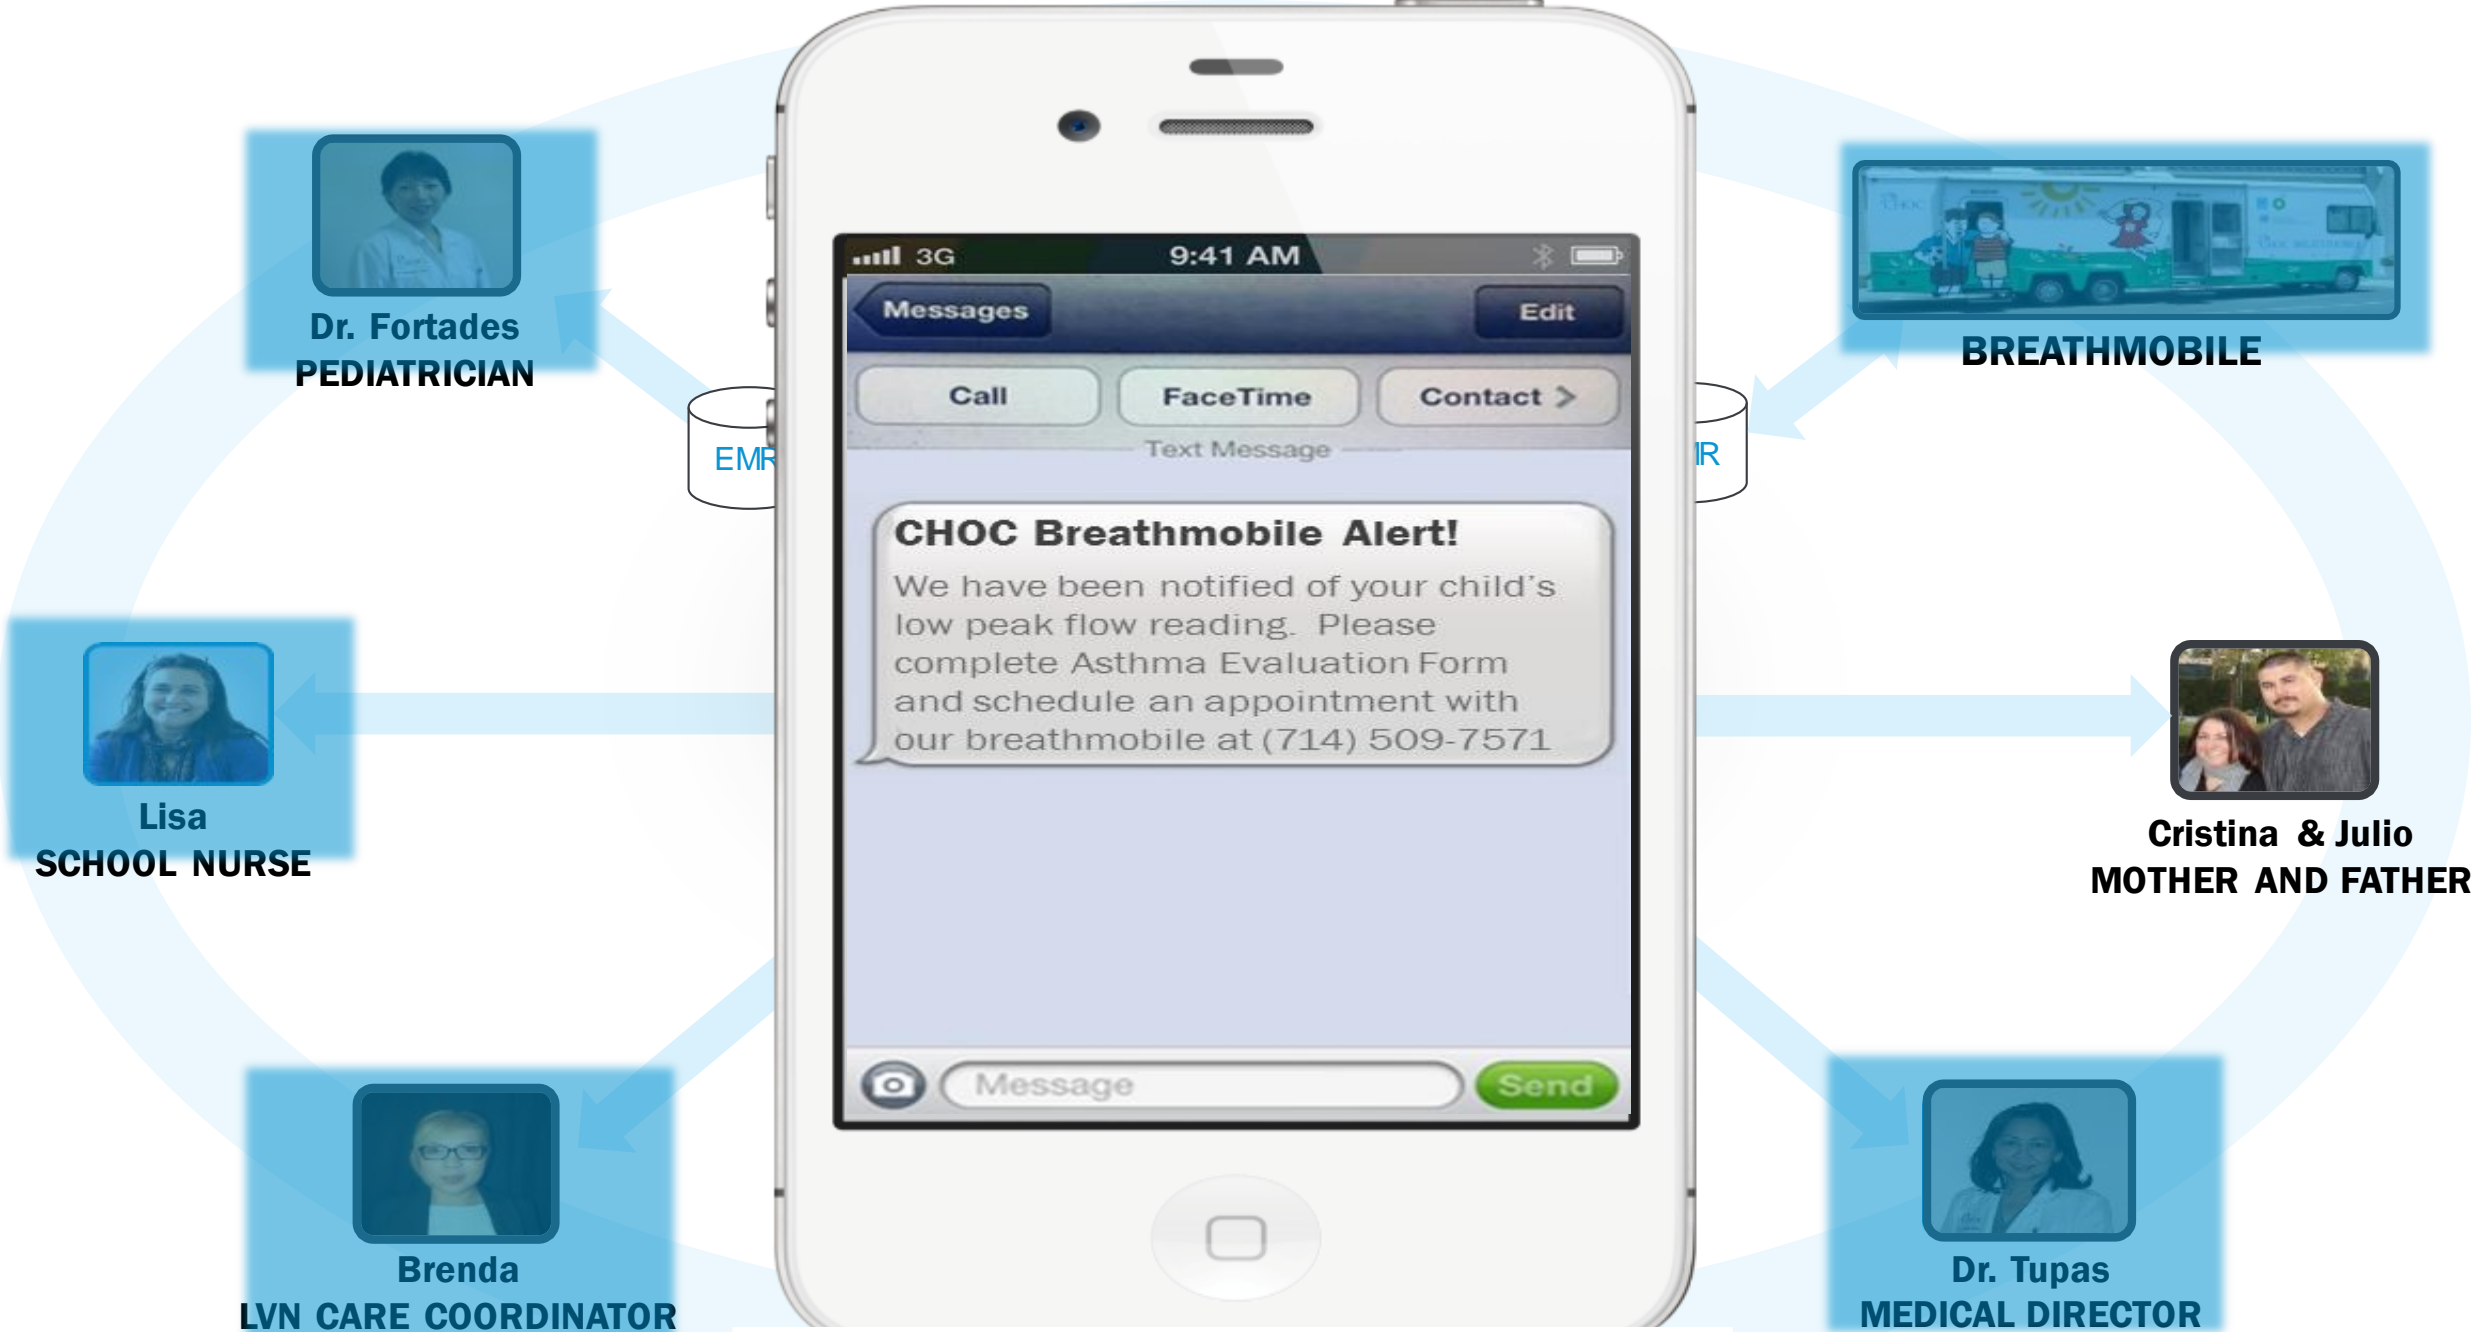 3G 9:41 AM
Messages Edit
Call FaceTime Contact >
Text Message
CHOC Breathmobile Alert!
We have been notified of your child's
low peak flow reading. Please
complete Asthma Evaluation Form
and schedule an appointment with
our breathmobile at (714) 509-7571
Message Send
Dr. Fortades
PEDIATRICIAN
EMR
BREATHMOBILE
MR
Lisa
SCHOOL NURSE
Cristina & Julio
MOTHER AND FATHER
Brenda
LVN CARE COORDINATOR
Dr. Tupas
MEDICAL DIRECTOR
CHOC